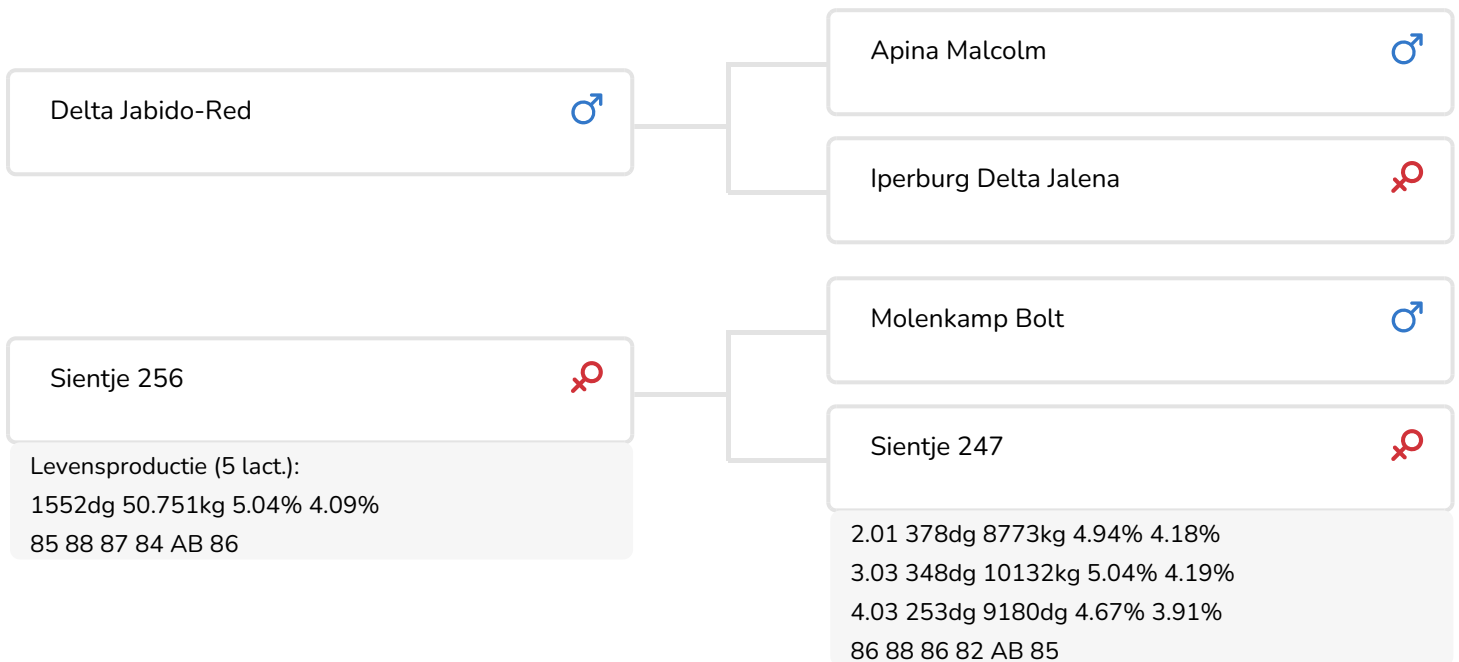 Delta Jabido-Red
Apina Malcolm
Iperburg Delta Jalena
Sientje 256
Levensproductie (5 lact.):
1552dg 50.751kg 5.04% 4.09%
85 88 87 84 AB 86
Molenkamp Bolt
Sientje 247
2.01 378dg 8773kg 4.94% 4.18%
3.03 348dg 10132kg 5.04% 4.19%
4.03 253dg 9180dg 4.67% 3.91%
86 88 86 82 AB 85